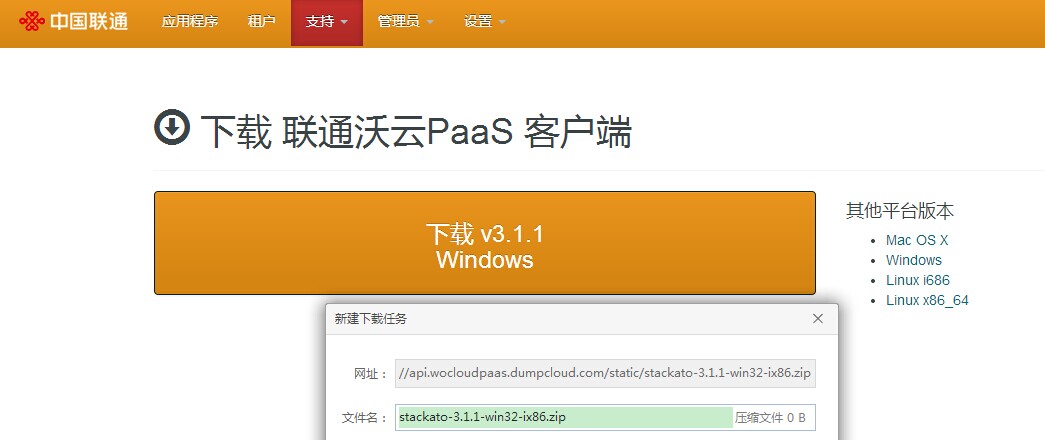 中国联通 应用程序 租户 支持 管理员 设置
下载 联通沃云PaaS 客户端
下载 v3.1.1
Windows
其他平台版本
Mac OS X
Windows
Linux i686
Linux x86_64
新建下载任务
网址： //api.wocloudpaas.dumpcloud.com/static/stackato-3.1.1-win32-ix86.zip
文件名： stackato-3.1.1-win32-ix86.zip 压缩文件 0 B